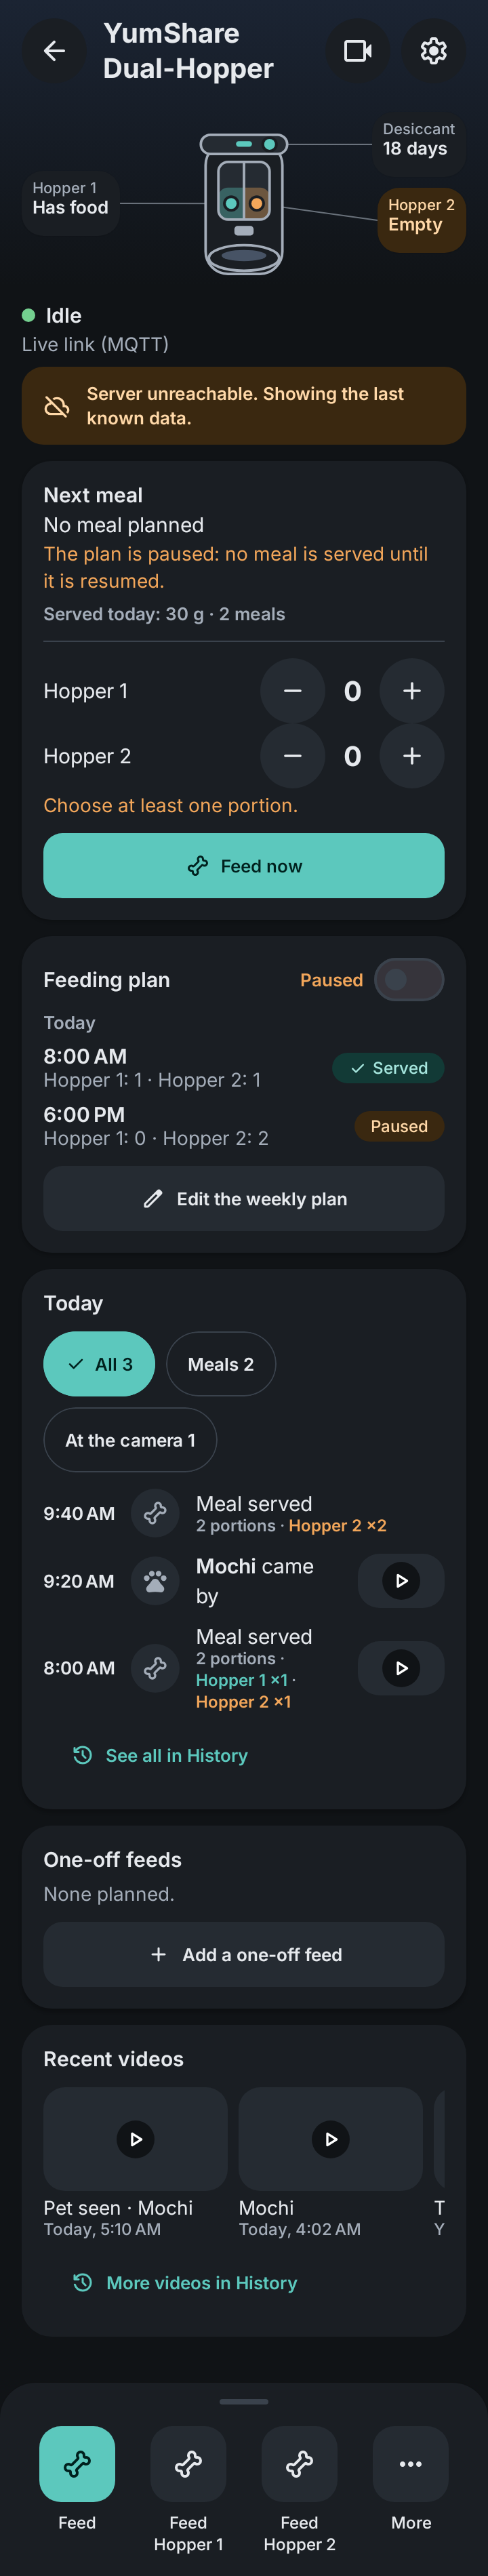 YumShare
Dual-Hopper
Desiccant
18 days
Hopper 1
Has food
Hopper 2
Empty
Idle
Live link (MQTT)
Server unreachable. Showing the last
known data.
Next meal
No meal planned
The plan is paused: no meal is served until
it is resumed.
Served today: 30 g · 2 meals
Hopper 1
0
Hopper 2
0
Choose at least one portion.
Feed now
Feeding plan
Paused
Today
8:00 AM
Hopper 1: 1 · Hopper 2: 1
Served
6:00 PM
Hopper 1: 0 · Hopper 2: 2
Paused
Edit the weekly plan
Today
All 3
Meals 2
At the camera 1
9:40 AM
Meal served
2 portions · Hopper 2 ×2
9:20 AM
Mochi came
by
8:00 AM
Meal served
2 portions ·
Hopper 1 ×1 ·
Hopper 2 ×1
See all in History
One-off feeds
None planned.
Add a one-off feed
Recent videos
Pet seen · Mochi
Today, 5:10 AM
Mochi
Today, 4:02 AM
T
Y
More videos in History
Feed
Feed
Hopper 1
Feed
Hopper 2
More